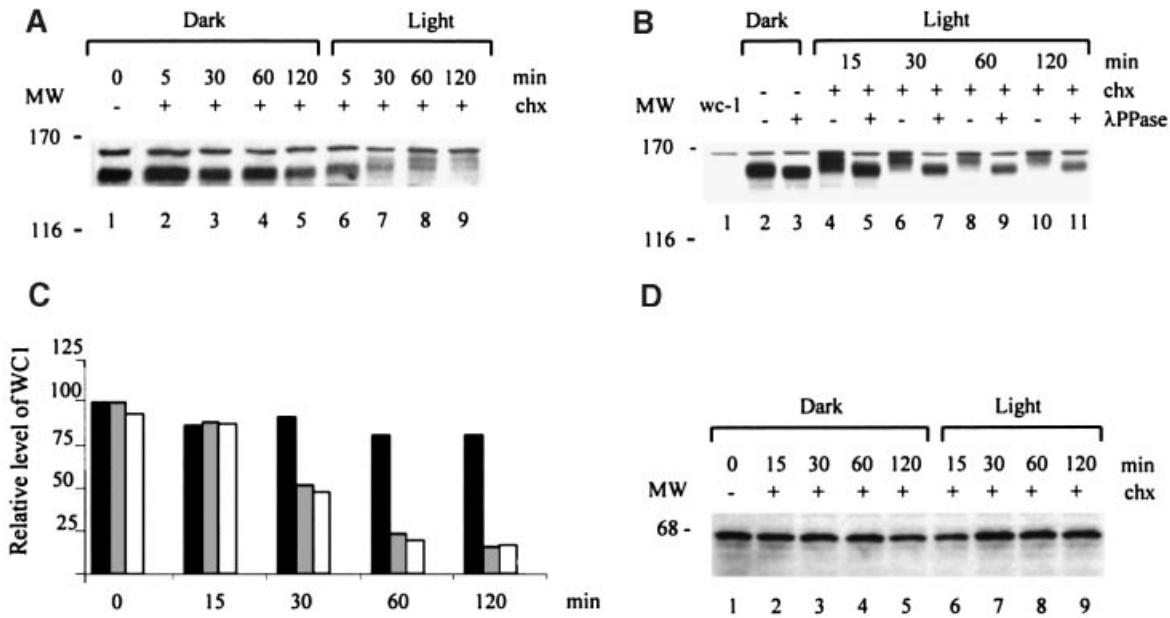 A
Dark Light
0 5 30 60 120 5 30 60 120 min
MW - + + + + + + + + chx
170 -
116 -
1 2 3 4 5 6 7 8 9
B
Dark Light
15 30 60 120 min
- - + + + + + + + + chx
MW wc-1 - + - + - + - + - + λPPase
170 -
116 -
1 2 3 4 5 6 7 8 9 10 11
C
Relative level of WC1
125
100
75
50
25
0 15 30 60 120 min
D
Dark Light
0 15 30 60 120 15 30 60 120 min
MW - + + + + + + + + chx
68 -
1 2 3 4 5 6 7 8 9